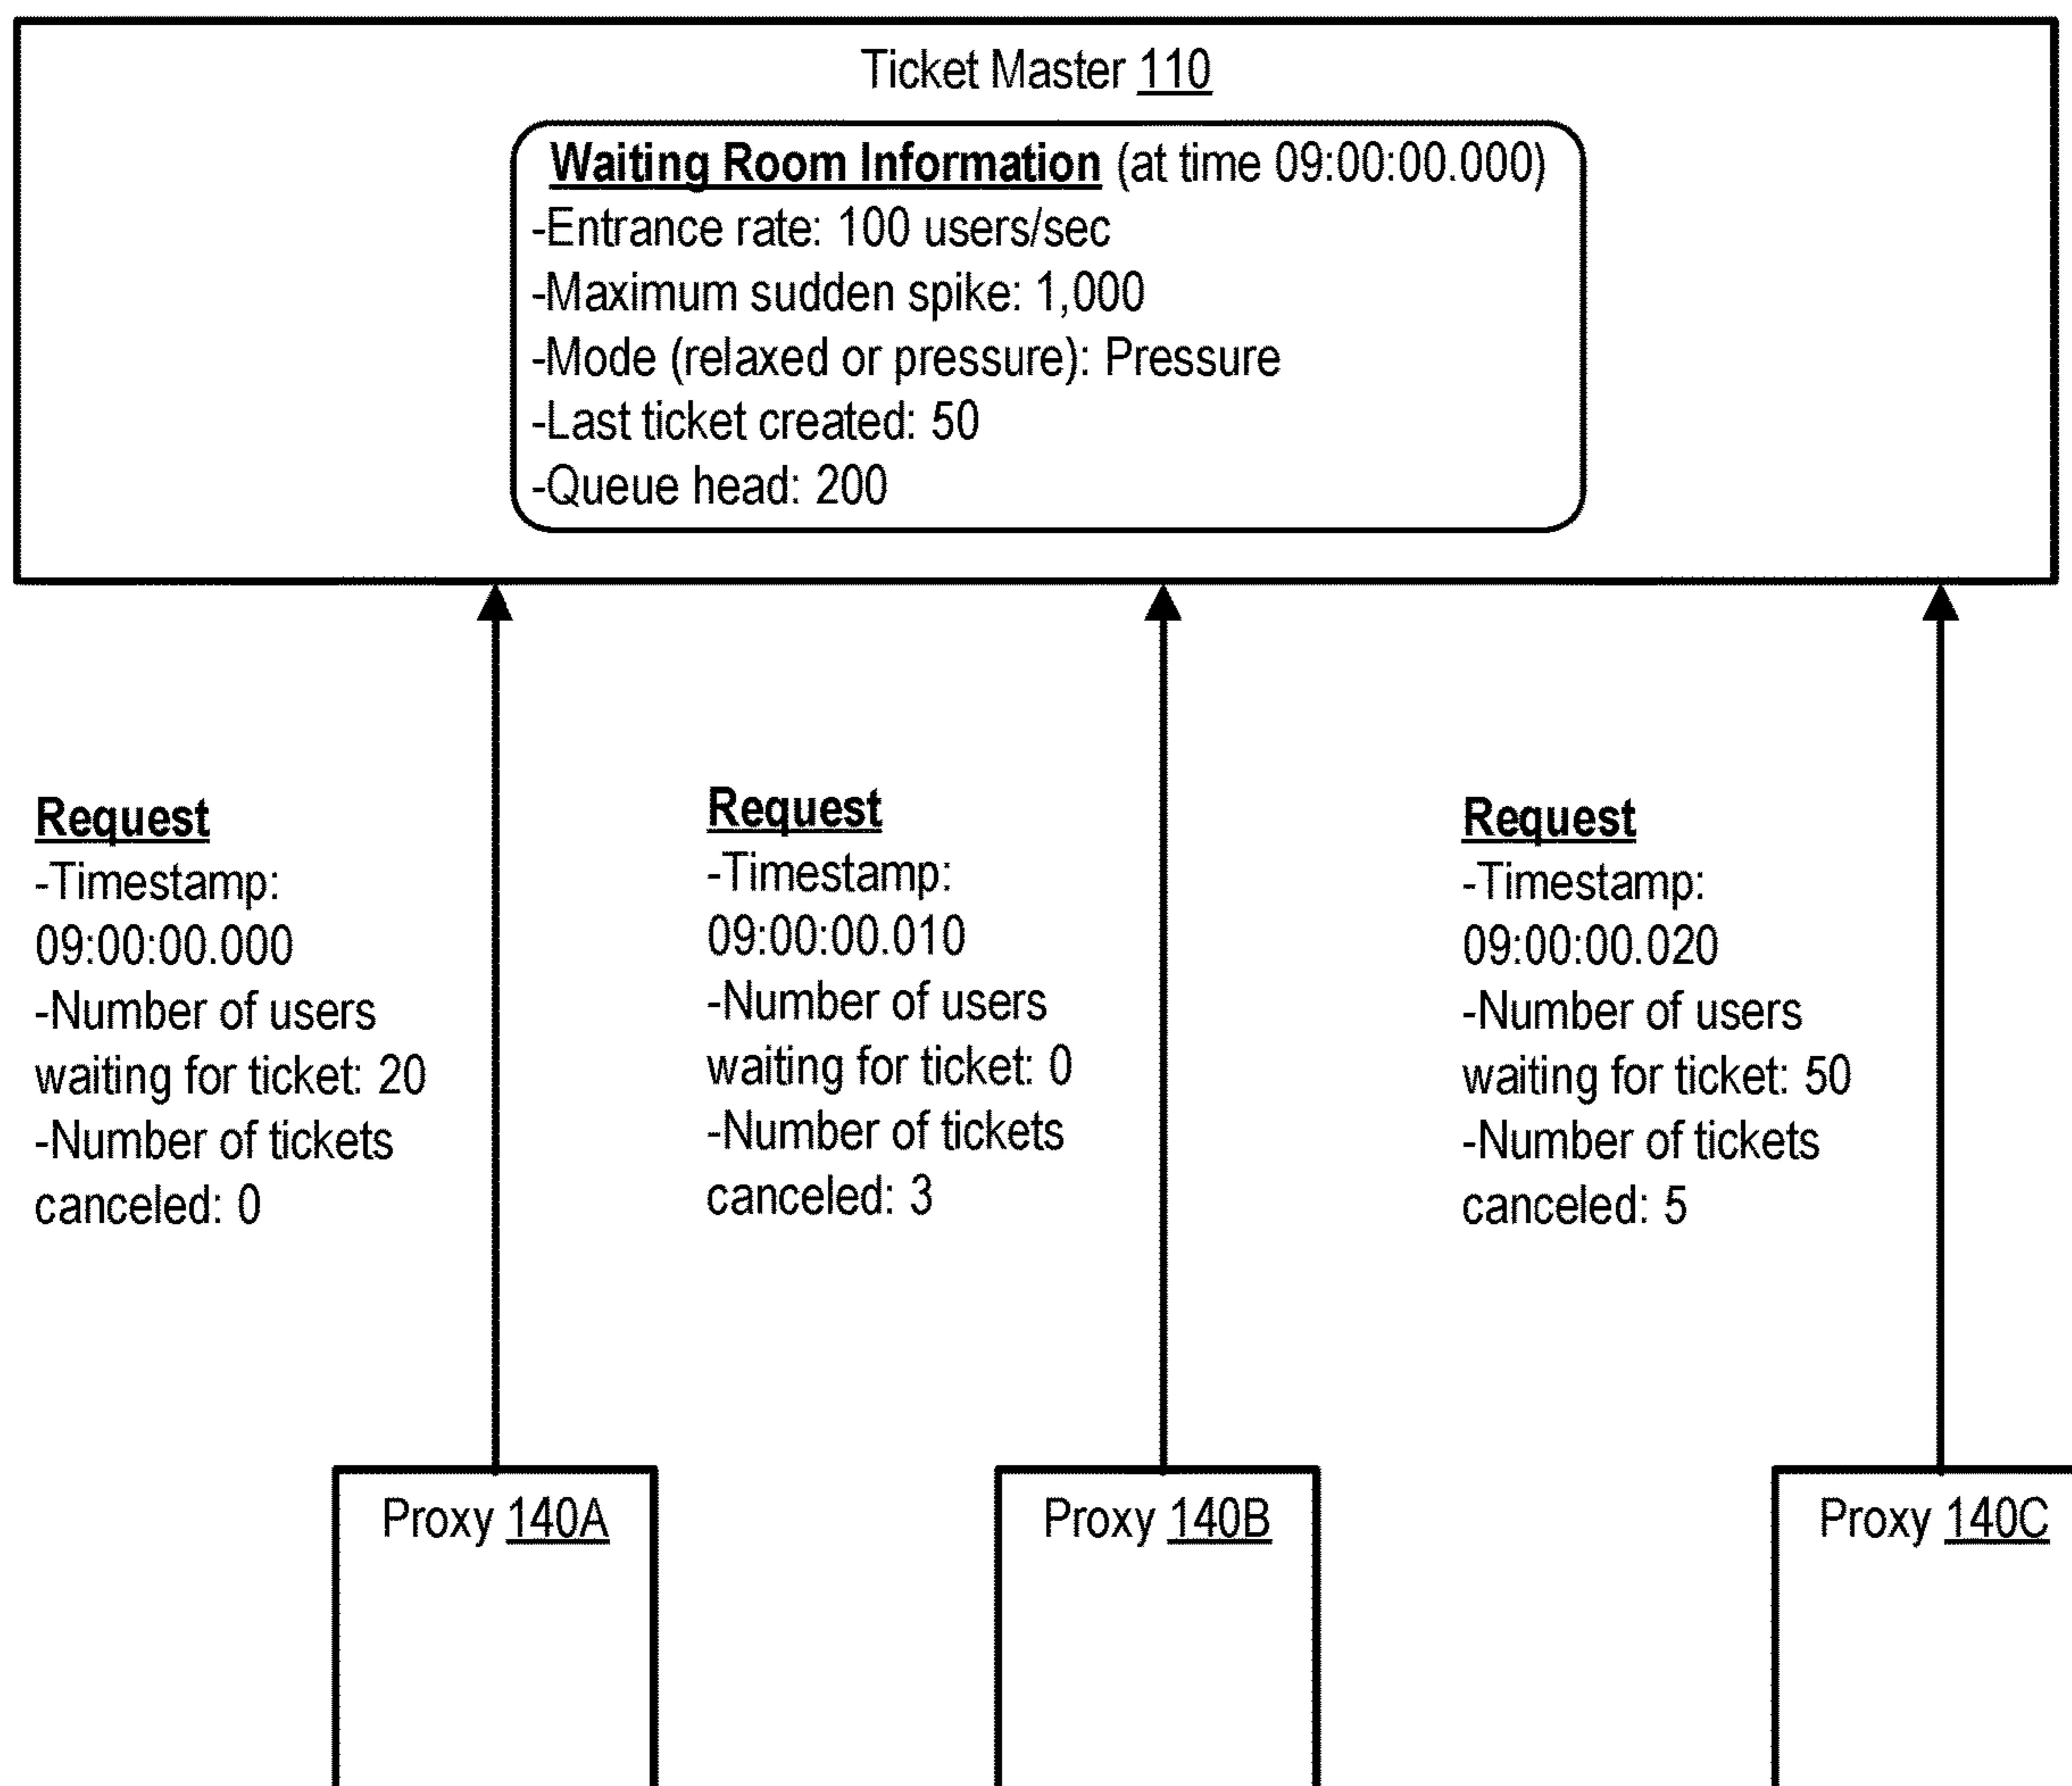 Ticket Master 110
Waiting Room Information (at time 09:00:00.000)
-Entrance rate: 100 users/sec
-Maximum sudden spike: 1,000
-Mode (relaxed or pressure): Pressure
-Last ticket created: 50
-Queue head: 200
Request
-Timestamp:
09:00:00.000
-Number of users
waiting for ticket: 20
-Number of tickets
canceled: 0
Request
-Timestamp:
09:00:00.010
-Number of users
waiting for ticket: 0
-Number of tickets
canceled: 3
Request
-Timestamp:
09:00:00.020
-Number of users
waiting for ticket: 50
-Number of tickets
canceled: 5
Proxy 140A
Proxy 140B
Proxy 140C